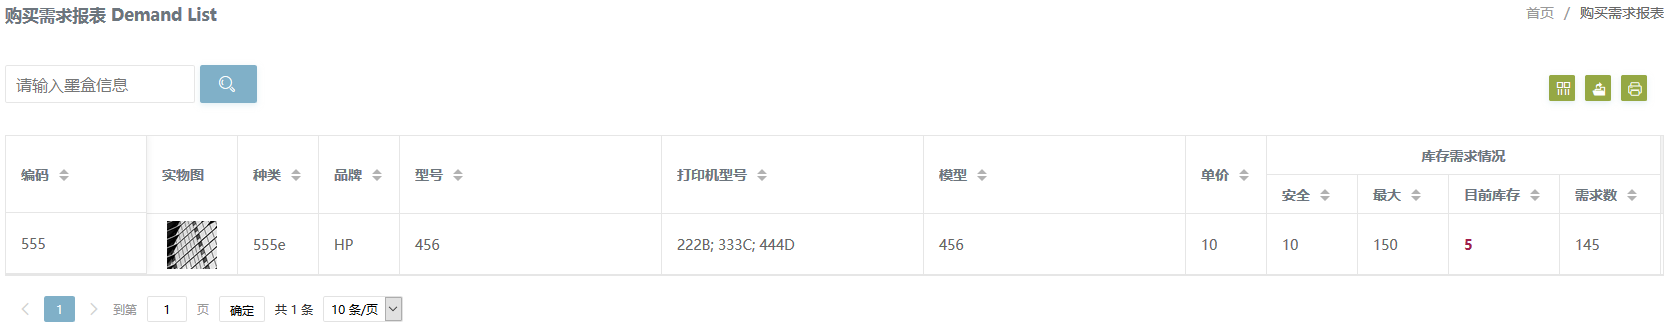 购买需求报表 Demand List
首页 / 购买需求报表
请输入墨盒信息
编码 实物图 种类 品牌 型号 打印机型号 模型 单价 库存需求情况
安全 最大 目前库存 需求数
555 555e HP 456 222B; 333C; 444D 456 10 10 150 5 145
1 到第 1 页 确定 共 1 条 10 条/页